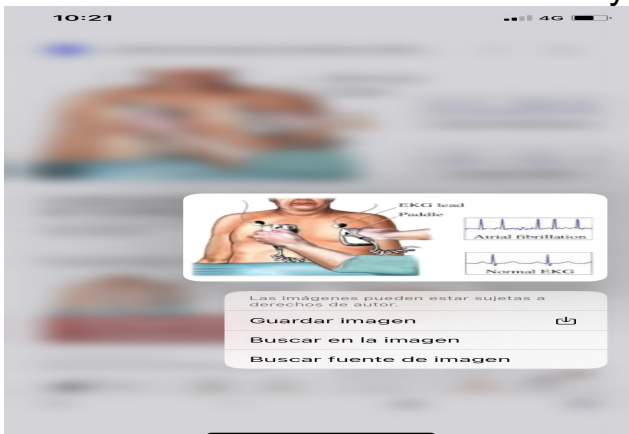 y
10:21
4G
EKG lead
Paddle
Atrial fibrillation
Normal EKG
Las imágenes pueden estar sujetas a
derechos de autor.
Guardar imagen
Buscar en la imagen
Buscar fuente de imagen